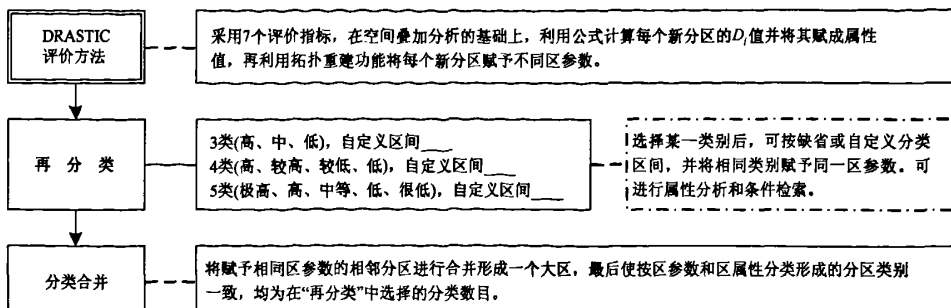 DRASTIC
评价方法
采用7个评价指标，在空间叠加分析的基础上，利用公式计算每个新分区的Di值并将其赋成属性
值，再利用拓扑重建功能将每个新分区赋予不同区参数。
再 分 类
3类(高、中、低)，自定义区间____
4类(高、较高、较低、低)，自定义区间____
5类(极高、高、中等、低、很低)，自定义区间____
选择某一类别后，可按缺省或自定义分类
区间，并将相同类别赋予同一区参数。可
进行属性分析和条件检索。
分类合并
将赋予相同区参数的相邻分区进行合并形成一个大区，最后使按区参数和区属性分类形成的分区类别
一致，均为在“再分类”中选择的分类数目。